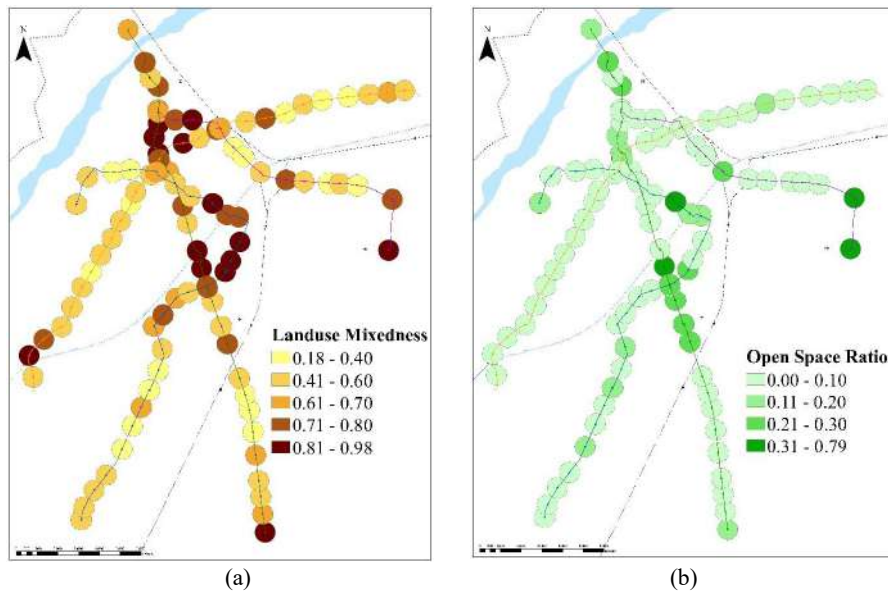 N
Landuse Mixedness
0.18 - 0.40
0.41 - 0.60
0.61 - 0.70
0.71 - 0.80
0.81 - 0.98
(a)
N
Open Space Ratio
0.00 - 0.10
0.11 - 0.20
0.21 - 0.30
0.31 - 0.79
(b)